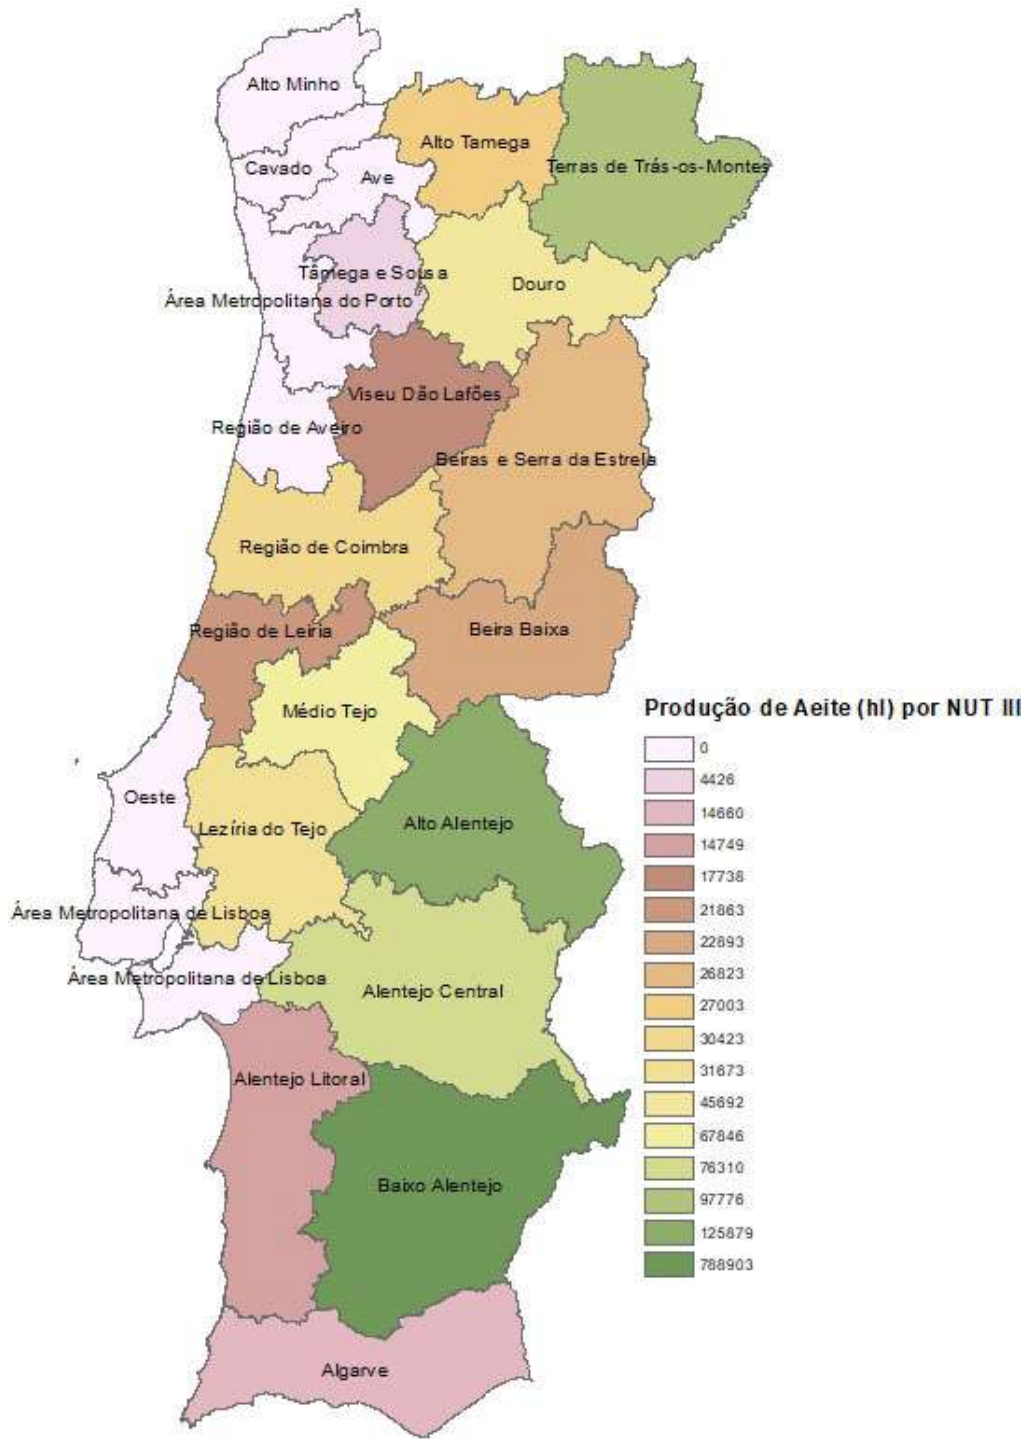 Alto Minho
Alto Tamega
Terras de Trás-os-Montes
Cavado
Ave
Tâmega e Sousa
Douro
Área Metropolitana do Porto
Viseu Dão Lafões
Região de Aveiro
Beiras e Serra da Estrela
Região de Coimbra
Região de Leiria
Beira Baixa
Médio Tejo
Oeste
Lezíria do Tejo
Alto Alentejo
Área Metropolitana de Lisboa
Área Metropolitana de Lisboa
Alentejo Central
Alentejo Litoral
Baixo Alentejo
Algarve
Produção de Aeite (hl) por NUT III
0
4426
14660
14749
17738
21863
22893
26823
27003
30423
31673
45692
67846
76310
97776
125879
788903